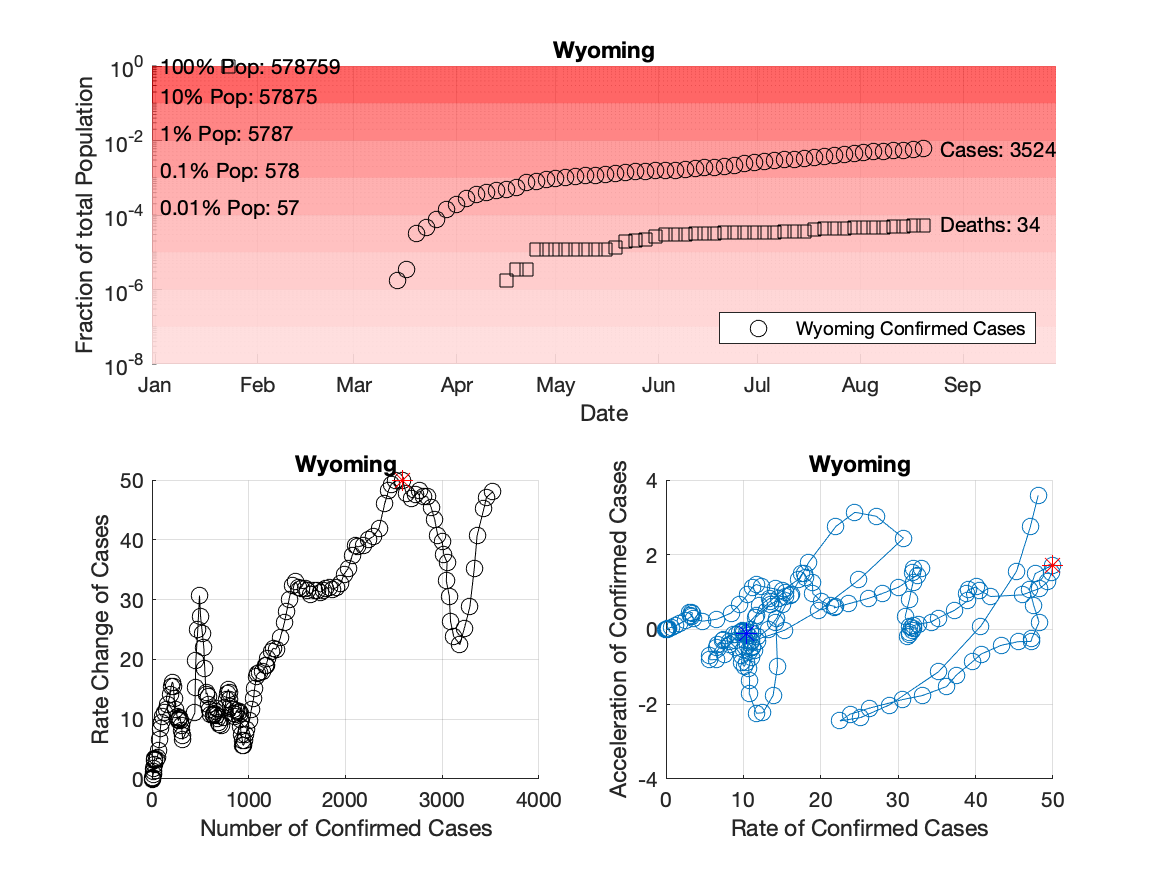 Wyoming
10^0
10^-2
10^-4
10^-6
10^-8
Fraction of total Population
100% Pop: 578759
10% Pop: 57875
1% Pop: 5787
0.1% Pop: 578
0.01% Pop: 57
Cases: 3524
Deaths: 34
Wyoming Confirmed Cases
Jan Feb Mar Apr May Jun Jul Aug Sep
Date
Wyoming
50
40
30
20
10
0
Rate Change of Cases
0 1000 2000 3000 4000
Number of Confirmed Cases
Wyoming
4
2
0
-2
-4
Acceleration of Confirmed Cases
0 10 20 30 40 50
Rate of Confirmed Cases